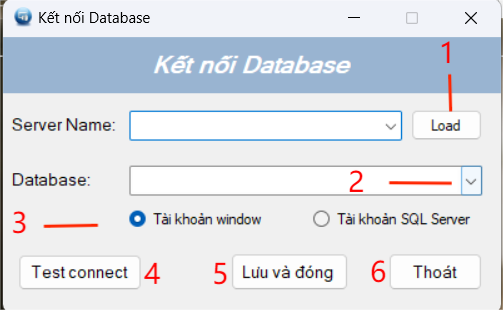 Kết nối Database
Kết nối Database
1
Server Name:
Load
Database:
2
3
Tài khoản window
Tài khoản SQL Server
Test connect
4
5
Lưu và đóng
6
Thoát